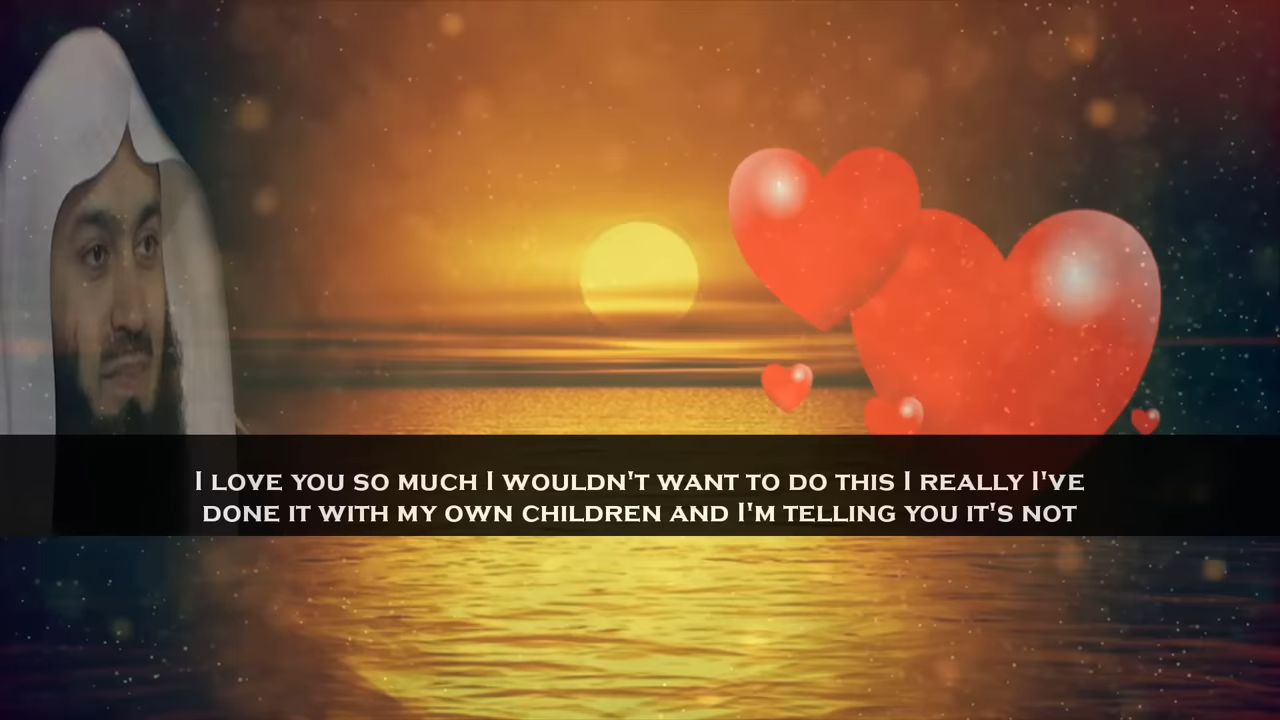 I LOVE YOU SO MUCH I WOULDN'T WANT TO DO THIS I REALLY I'VE
DONE IT WITH MY OWN CHILDREN AND I'M TELLING YOU IT'S NOT